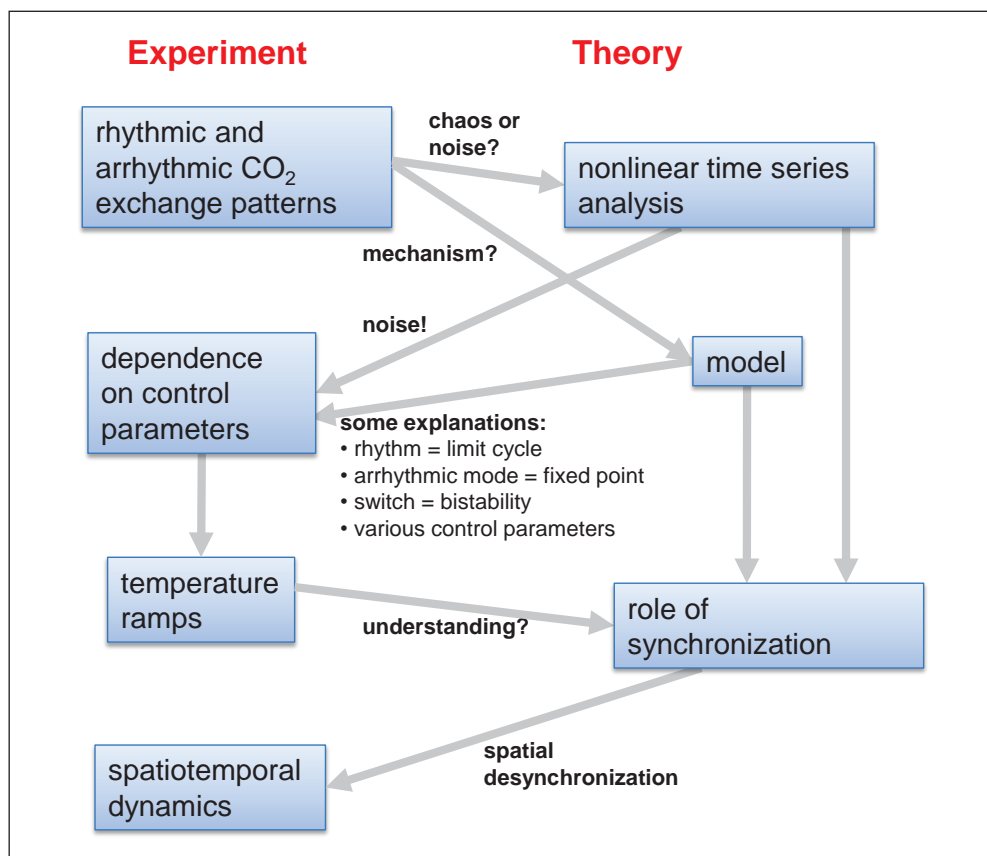 Experiment
Theory
rhythmic and
arrhythmic CO₂
exchange patterns
chaos or
noise?
nonlinear time series
analysis
mechanism?
noise!
dependence
on control
parameters
model
some explanations:
• rhythm = limit cycle
• arrhythmic mode = fixed point
• switch = bistability
• various control parameters
temperature
ramps
understanding?
role of
synchronization
spatial
desynchronization
spatiotemporal
dynamics